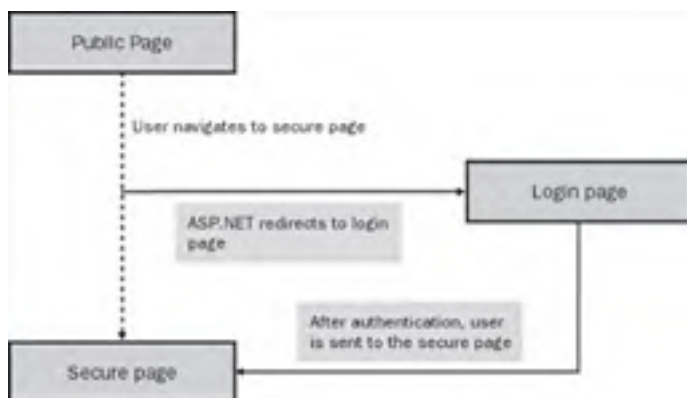 Public Page
User navigates to secure page
Login page
ASP.NET redirects to login
page
After authentication, user
is sent to the secure page
Secure page